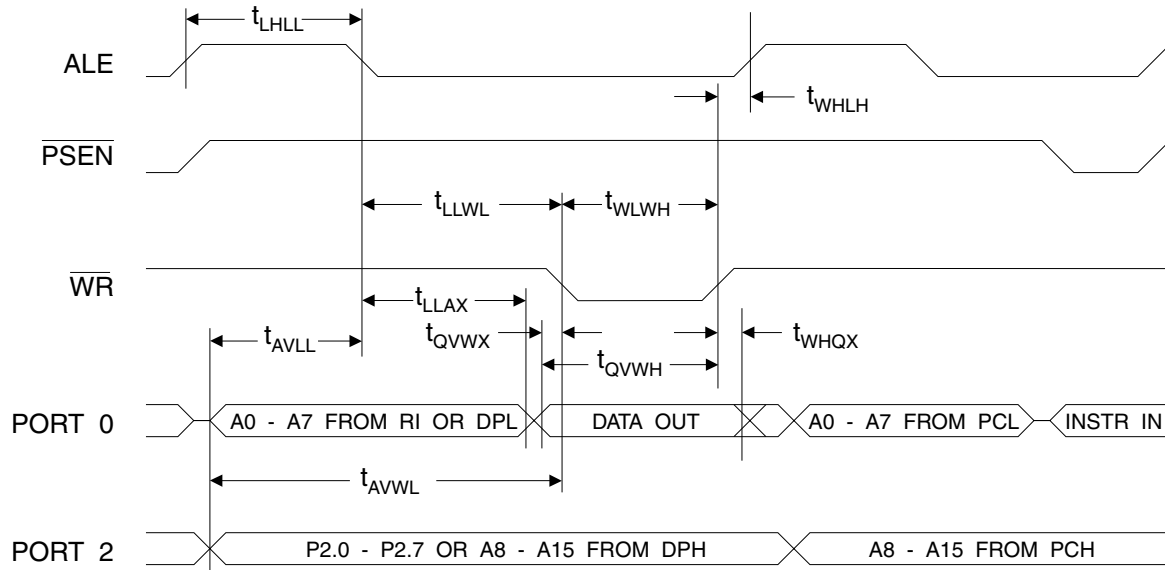 tLHLL
ALE
tWHLH
PSEN
tLLWL
tWLWH
WR
tLLAX
tAVLL
tQVWX
tWHQX
tQVWH
PORT 0
A0 - A7 FROM RI OR DPL
DATA OUT
A0 - A7 FROM PCL
INSTR IN
tAVWL
PORT 2
P2.0 - P2.7 OR A8 - A15 FROM DPH
A8 - A15 FROM PCH